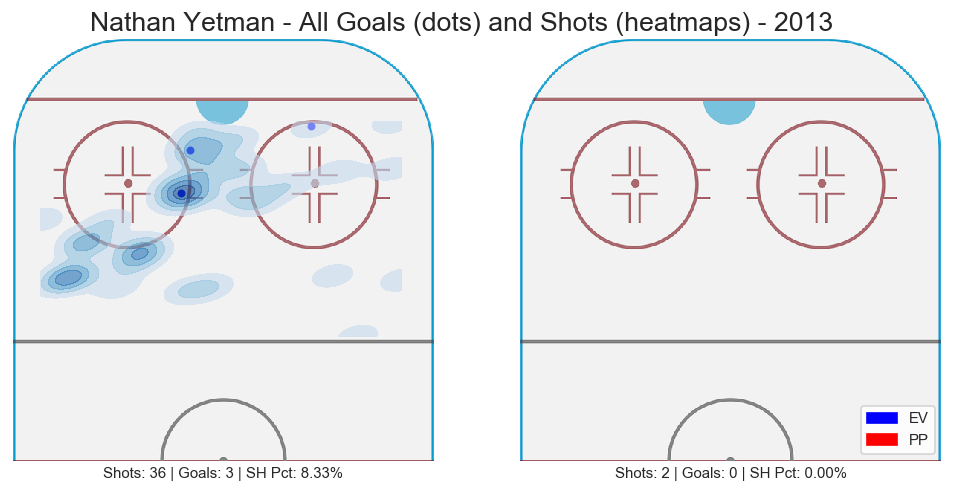 Nathan Yetman - All Goals (dots) and Shots (heatmaps) - 2013
EV
PP
Shots: 36 | Goals: 3 | SH Pct: 8.33%
Shots: 2 | Goals: 0 | SH Pct: 0.00%